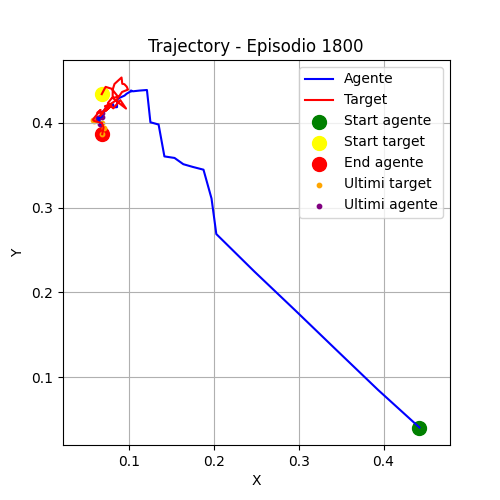 Trajectory - Episodio 1800
Agente
Target
Start agente
Start target
End agente
Ultimi target
Ultimi agente
0.4
0.3
0.2
0.1
Y
0.1
0.2
0.3
0.4
X